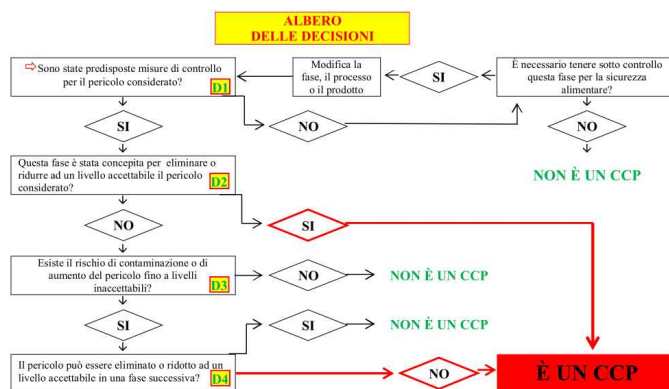 ALBERO
DELLE DECISIONI
⇨Sono state predisposte misure di controllo
per il pericolo considerato?
D1
Modifica la
fase, il processo
o il prodotto
SI
È necessario tenere sotto controllo
questa fase per la sicurezza
alimentare?
SI
NO
NO
NON È UN CCP
Questa fase è stata concepita per eliminare o
ridurre ad un livello accettabile il pericolo
considerato?
D2
NO
SI
Esiste il rischio di contaminazione o di
aumento del pericolo fino a livelli
inaccettabili?
D3
NO
NON È UN CCP
SI
SI
NON È UN CCP
Il pericolo può essere eliminato o ridotto ad un
livello accettabile in una fase successiva?
D4
NO
È UN CCP